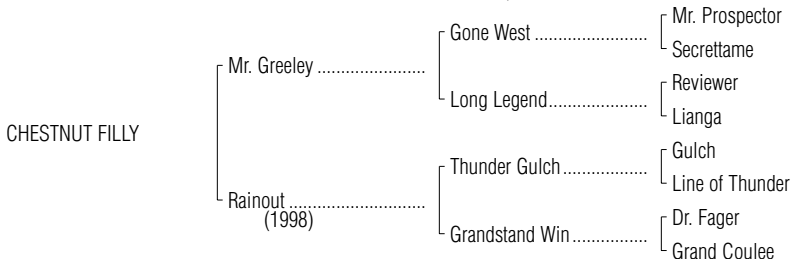 Mr. Prospector
Gone West ...........................
Secrettame
Mr. Greeley ..........................
Reviewer
Long Legend........................
Lianga
CHESTNUT FILLY
Gulch
Thunder Gulch....................
Line of Thunder
Rainout .................................
(1998)
Dr. Fager
Grandstand Win..................
Grand Coulee